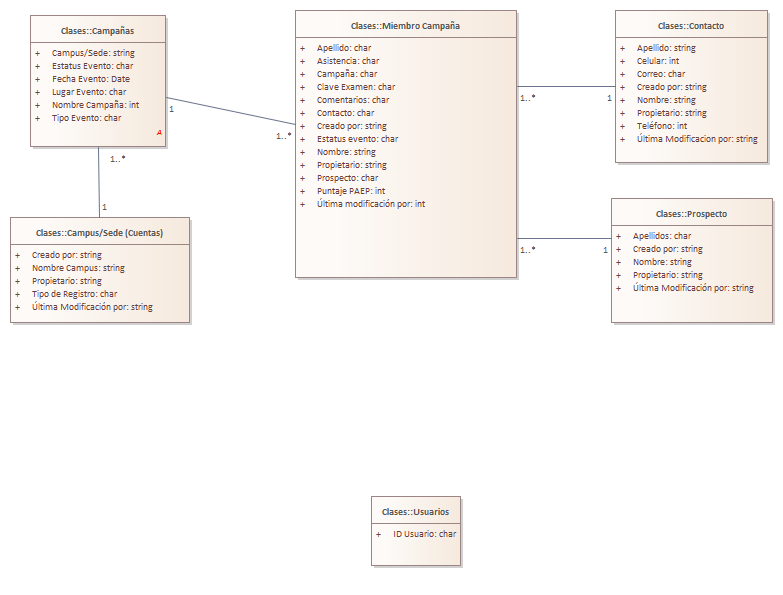 Clases::Campañas
+ Campus/Sede: string
+ Estatus Evento: char
+ Fecha Evento: Date
+ Lugar Evento: char
+ Nombre Campaña: int
+ Tipo Evento: char
A
1
1..*
1..*
1
Clases::Campus/Sede (Cuentas)
+ Creado por: string
+ Nombre Campus: string
+ Propietario: string
+ Tipo de Registro: char
+ Última Modificación por: string
Clases::Miembro Campaña
+ Apellido: char
+ Asistencia: char
+ Campaña: char
+ Clave Examen: char
+ Comentarios: char
+ Contacto: char
+ Creado por: string
+ Estatus evento: char
+ Nombre: string
+ Propietario: string
+ Prospecto: char
+ Puntaje PAEP: int
+ Última modificación por: int
1..*
1
Clases::Contacto
+ Apellido: string
+ Celular: int
+ Correo: char
+ Creado por: string
+ Nombre: string
+ Propietario: string
+ Teléfono: int
+ Última Modificacion por: string
1..*
1
Clases::Prospecto
+ Apellidos: char
+ Creado por: string
+ Nombre: string
+ Propietario: string
+ Última Modificación por: string
Clases::Usuarios
+ ID Usuario: char